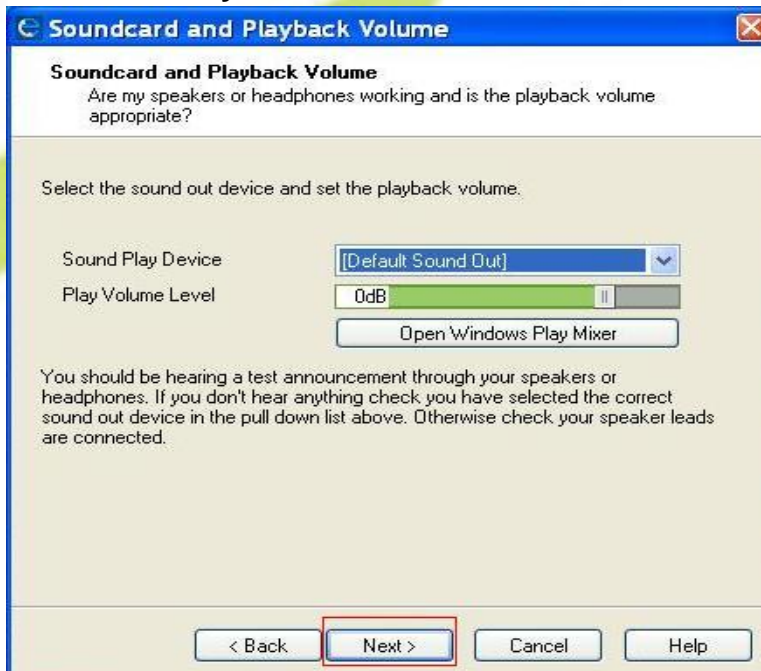 Soundcard and Playback Volume
Soundcard and Playback Volume
Are my speakers or headphones working and is the playback volume
appropriate?
Select the sound out device and set the playback volume.
Sound Play Device [Default Sound Out]
Play Volume Level 0dB
Open Windows Play Mixer
You should be hearing a test announcement through your speakers or
headphones. If you don't hear anything check you have selected the correct
sound out device in the pull down list above. Otherwise check your speaker leads
are connected.
< Back Next > Cancel Help